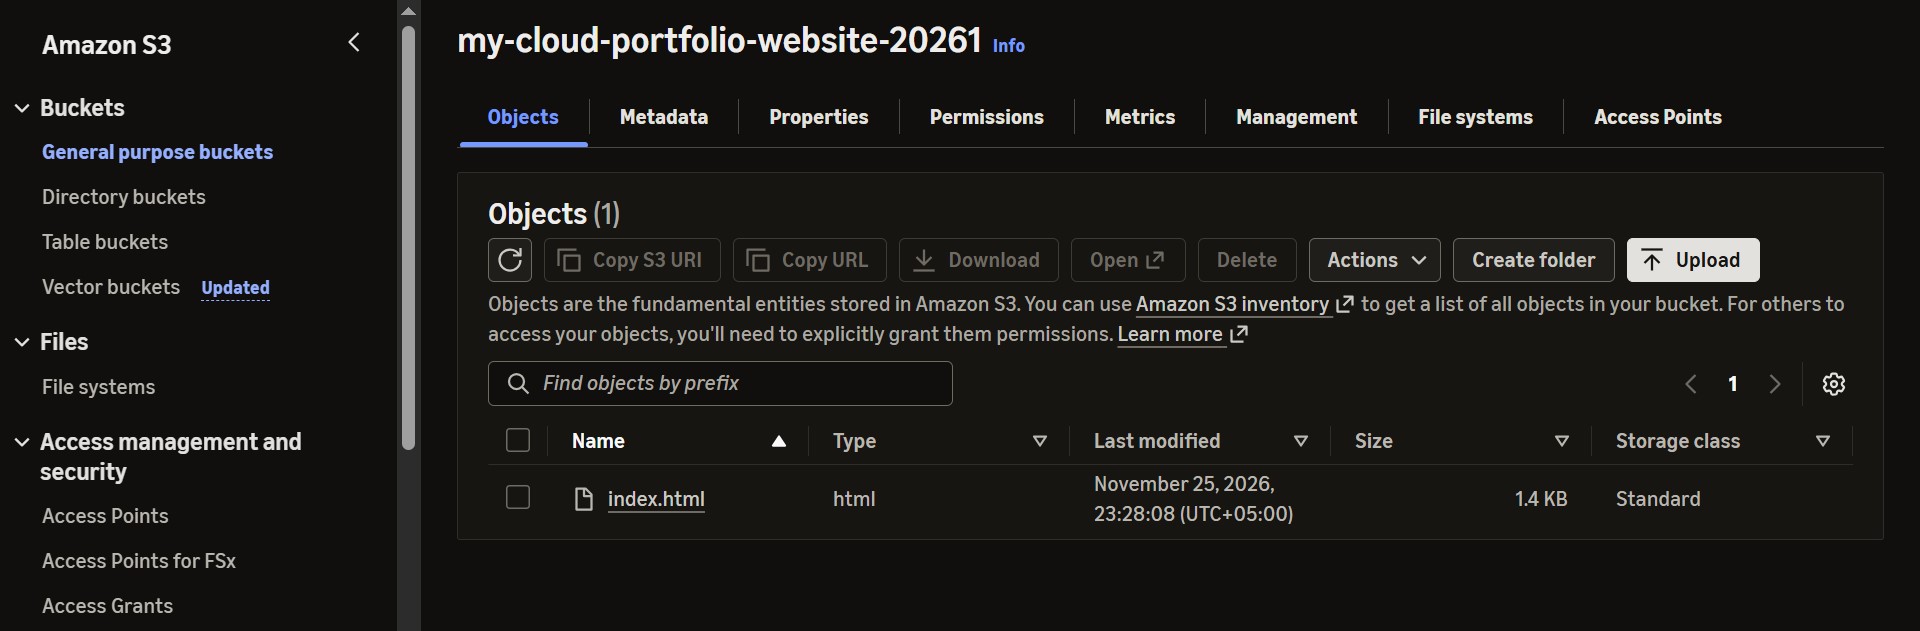 Amazon S3
Buckets
General purpose buckets
Directory buckets
Table buckets
Vector buckets Updated
Files
File systems
Access management and
security
Access Points
Access Points for FSx
Access Grants
my-cloud-portfolio-website-20261 Info
Objects Metadata Properties Permissions Metrics Management File systems Access Points
Objects (1)
Copy S3 URI Copy URL Download Open Delete Actions Create folder Upload
Objects are the fundamental entities stored in Amazon S3. You can use Amazon S3 inventory to get a list of all objects in your bucket. For others to
access your objects, you'll need to explicitly grant them permissions. Learn more
Find objects by prefix
1
Name Type Last modified Size Storage class
index.html html November 25, 2026, 1.4 KB Standard
23:28:08 (UTC+05:00)